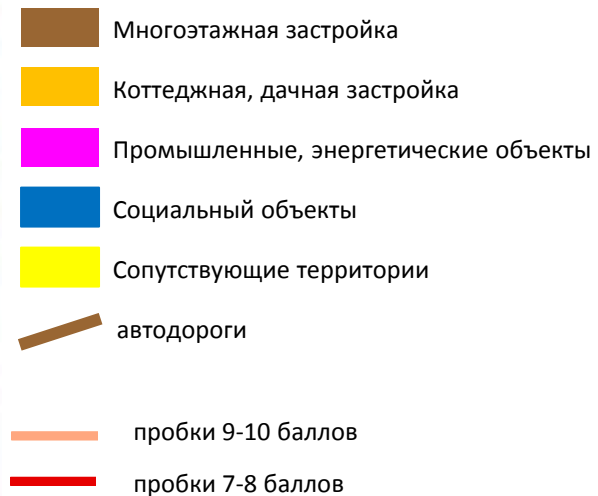 Многоэтажная застройка
Коттеджная, дачная застройка
Промышленные, энергетические объекты
Социальный объекты
Сопутствующие территории
автодороги
пробки 9-10 баллов
пробки 7-8 баллов